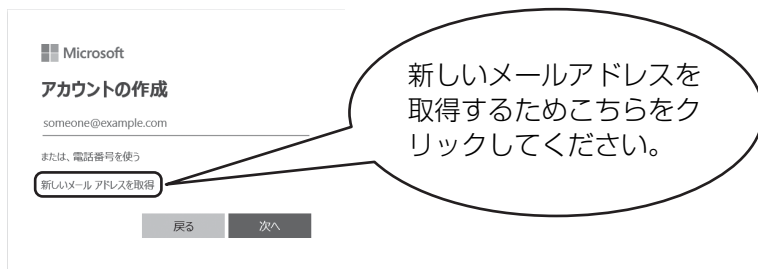 Microsoft
アカウントの作成
someone@example.com
または、電話番号を使う
新しいメール アドレスを取得
戻る
次へ
新しいメールアドレスを
取得するためこちらをク
リックしてください。